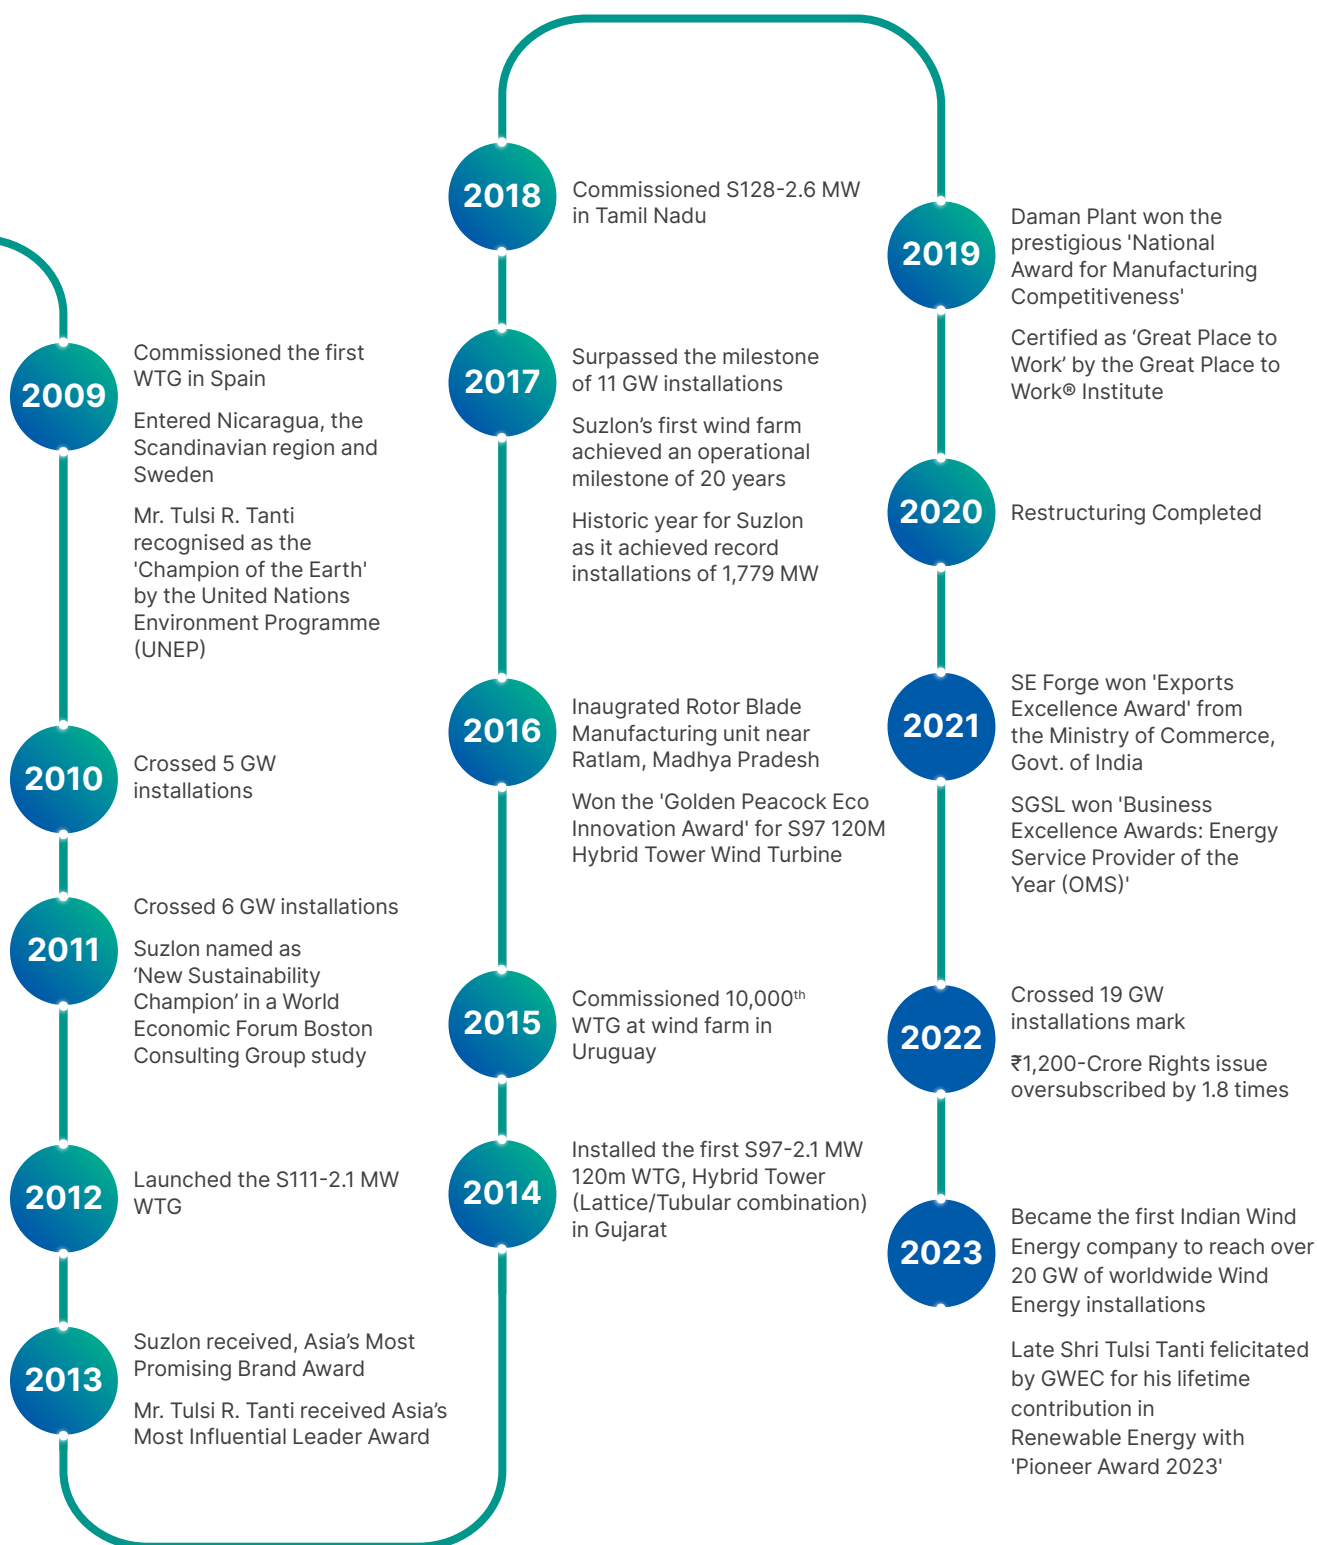 2009
Commissioned the first
WTG in Spain
Entered Nicaragua, the
Scandinavian region and
Sweden
Mr. Tulsi R. Tanti
recognised as the
'Champion of the Earth'
by the United Nations
Environment Programme
(UNEP)
2010
Crossed 5 GW
installations
2011
Crossed 6 GW installations
Suzlon named as
‘New Sustainability
Champion’ in a World
Economic Forum Boston
Consulting Group study
2012
Launched the S111-2.1 MW
WTG
2013
Suzlon received, Asia’s Most
Promising Brand Award
Mr. Tulsi R. Tanti received Asia’s
Most Influential Leader Award
2014
Installed the first S97-2.1 MW
120m WTG, Hybrid Tower
(Lattice/Tubular combination)
in Gujarat
2015
Commissioned 10,000th
WTG at wind farm in
Uruguay
2016
Inaugrated Rotor Blade
Manufacturing unit near
Ratlam, Madhya Pradesh
Won the 'Golden Peacock Eco
Innovation Award' for S97 120M
Hybrid Tower Wind Turbine
2017
Surpassed the milestone
of 11 GW installations
Suzlon’s first wind farm
achieved an operational
milestone of 20 years
Historic year for Suzlon
as it achieved record
installations of 1,779 MW
2018
Commissioned S128-2.6 MW
in Tamil Nadu
2019
Daman Plant won the
prestigious 'National
Award for Manufacturing
Competitiveness'
Certified as ‘Great Place to
Work’ by the Great Place to
Work® Institute
2020
Restructuring Completed
2021
SE Forge won 'Exports
Excellence Award' from
the Ministry of Commerce,
Govt. of India
SGSL won 'Business
Excellence Awards: Energy
Service Provider of the
Year (OMS)'
2022
Crossed 19 GW
installations mark
₹1,200-Crore Rights issue
oversubscribed by 1.8 times
2023
Became the first Indian Wind
Energy company to reach over
20 GW of worldwide Wind
Energy installations
Late Shri Tulsi Tanti felicitated
by GWEC for his lifetime
contribution in
Renewable Energy with
'Pioneer Award 2023'